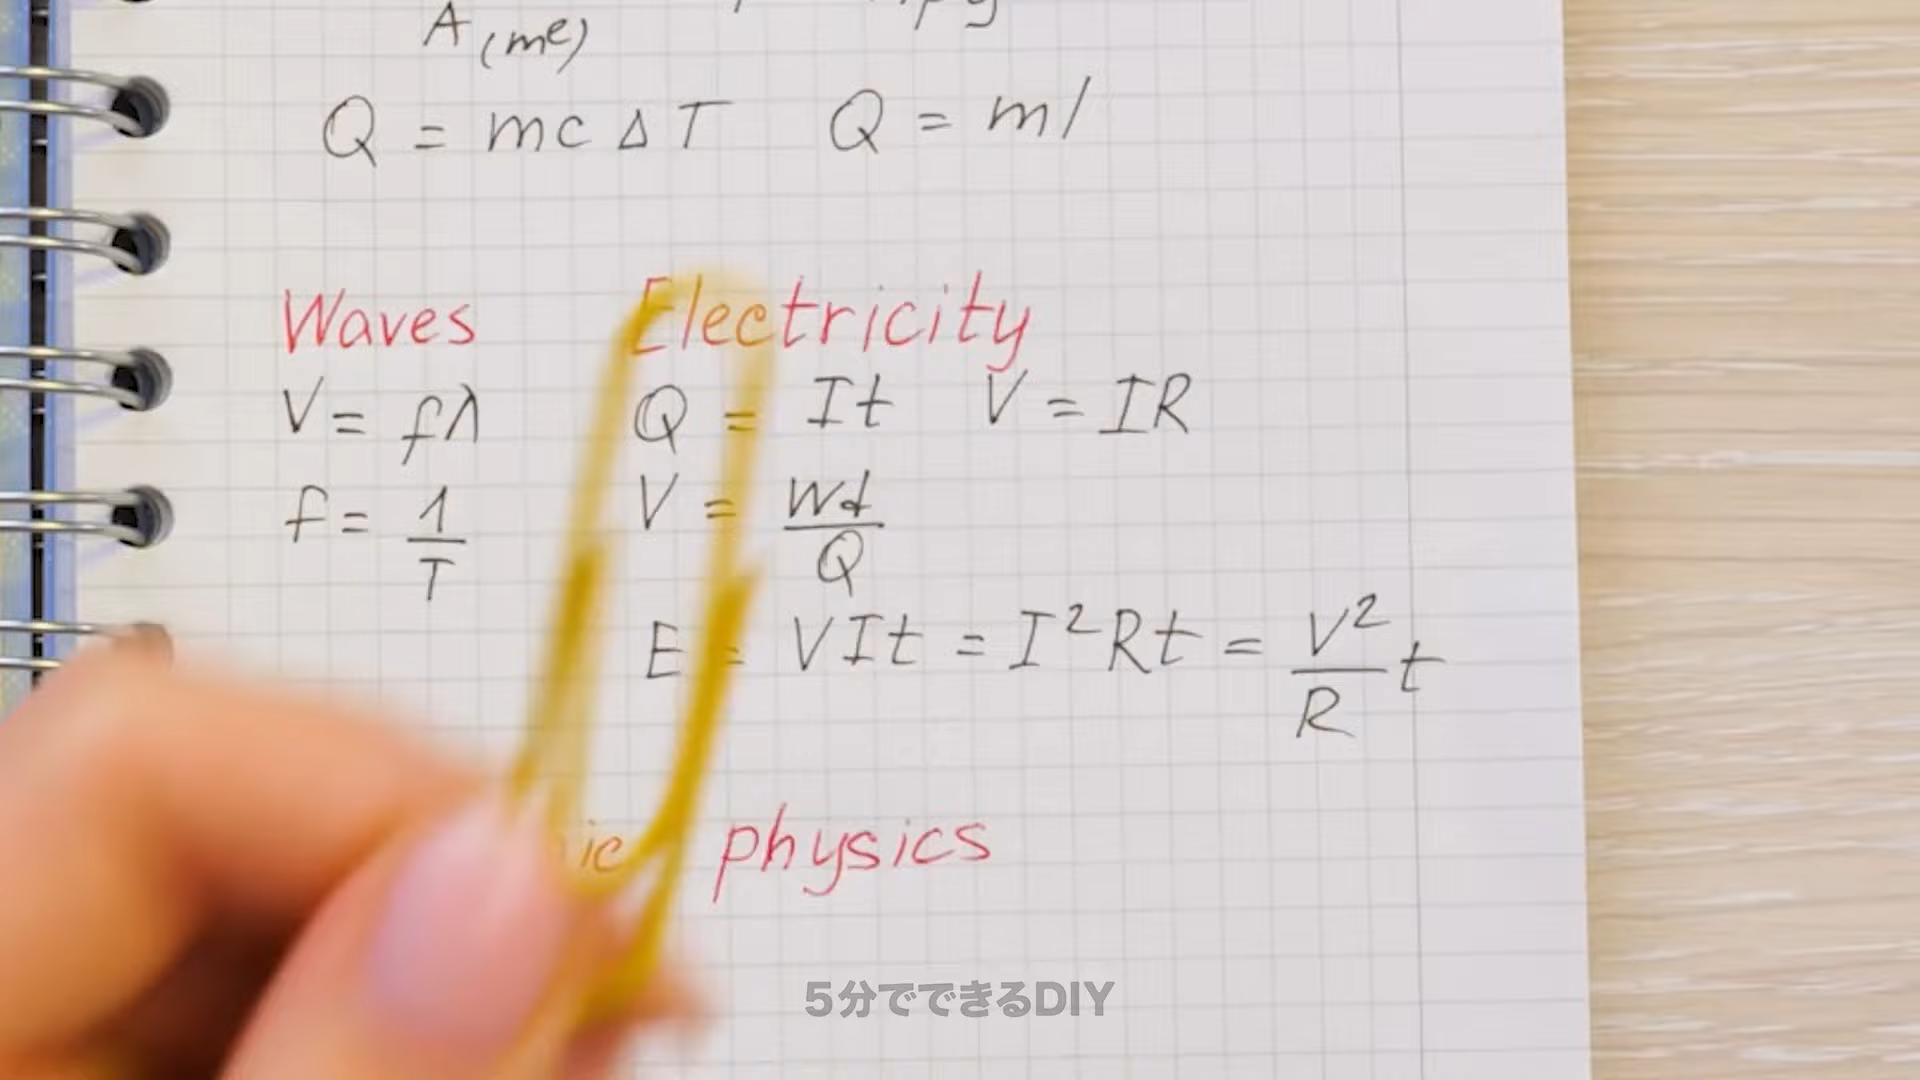 A (me)
Q = mc Δ T Q = ml
Waves Electricity
V = fλ Q = It V = IR
f = 1/T V = Wd/Q
E = VIt = I²Rt = V²/R t
physics
5分でできるDIY